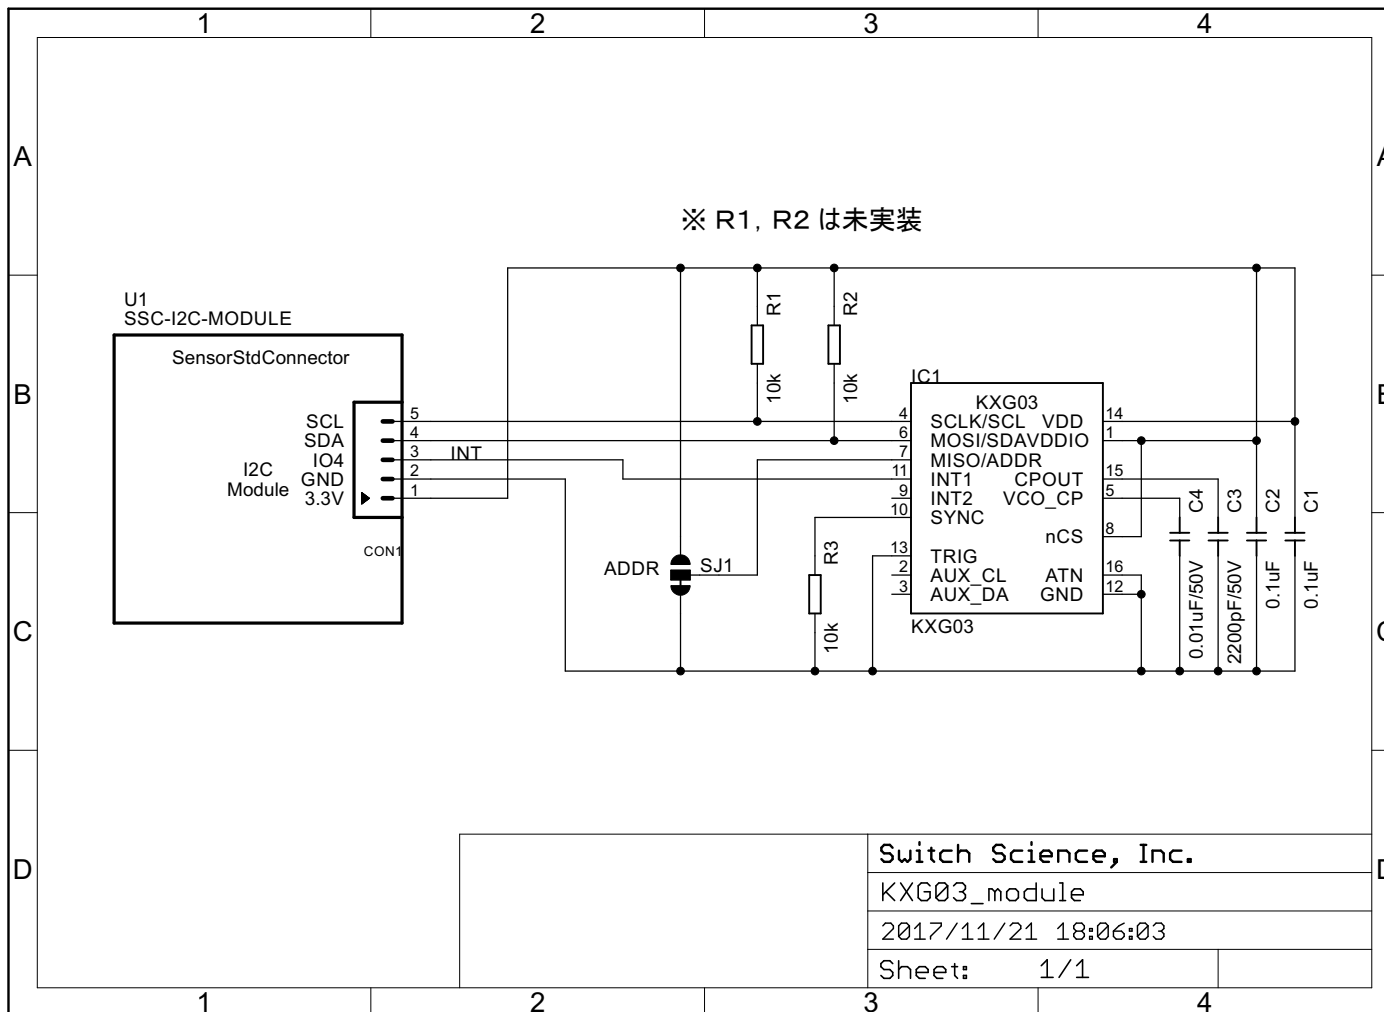 1 2 3 4
A A
※ R1, R2 は未実装
U1
SSC-I2C-MODULE
SensorStdConnector
R1
R2
B B
10k
10k
IC1
KXG03
SCL 5
SDA 4
IO4 3 INT
GND 2
3.3V 1
I2C
Module
CON1
4 SCLK/SCL VDD 14
6 MOSI/SDAVDDIO 1
7 MISO/ADDR
11 INT1 CPOUT 15
9 INT2 VCO_CP 5
10 SYNC
nCS 8
13 TRIG
2 AUX_CL ATN 16
3 AUX_DA GND 12
KXG03
C4
C3
C2
C1
0.01uF/50V
2200pF/50V
0.1uF
0.1uF
ADDR SJ1
R3
10k
C C
D D
Switch Science, Inc.
KXG03_module
2017/11/21 18:06:03
Sheet: 1/1
1 2 3 4